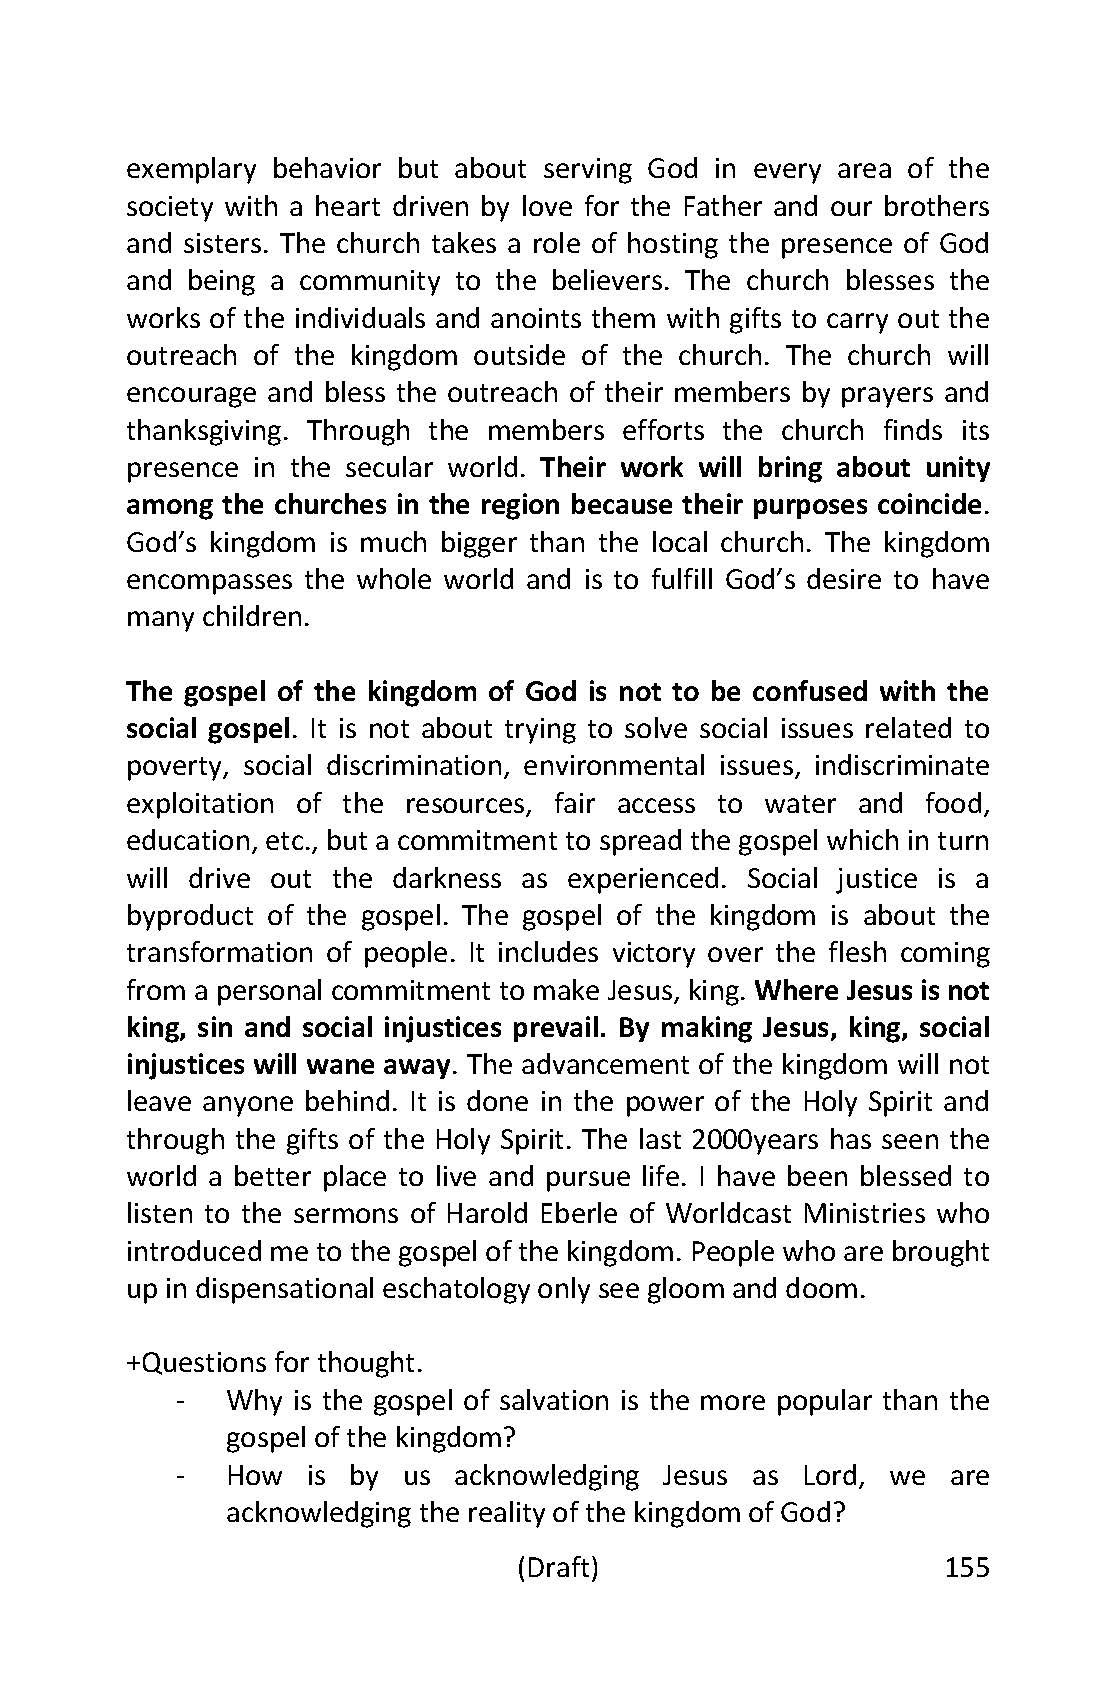 exemplary behavior but about serving God in every area of the
society with a heart driven by love for the Father and our brothers
and sisters. The church takes a role of hosting the presence of God
and being a community to the believers. The church blesses the
works of the individuals and anoints them with gifts to carry out the
outreach of the kingdom outside of the church. The church will
encourage and bless the outreach of their members by prayers and
thanksgiving. Through the members efforts the church finds its
presence in the secular world. Their work will bring about unity
among the churches in the region because their purposes coincide.
God’s kingdom is much bigger than the local church. The kingdom
encompasses the whole world and is to fulfill God’s desire to have
many children.
The gospel of the kingdom of God is not to be confused with the
social gospel. It is not about trying to solve social issues related to
poverty, social discrimination, environmental issues, indiscriminate
exploitation of the resources, fair access to water and food,
education, etc., but a commitment to spread the gospel which in turn
will drive out the darkness as experienced. Social justice is a
byproduct of the gospel. The gospel of the kingdom is about the
transformation of people. It includes victory over the flesh coming
from a personal commitment to make Jesus, king. Where Jesus is not
king, sin and social injustices prevail. By making Jesus, king, social
injustices will wane away. The advancement of the kingdom will not
leave anyone behind. It is done in the power of the Holy Spirit and
through the gifts of the Holy Spirit. The last 2000years has seen the
world a better place to live and pursue life. I have been blessed to
listen to the sermons of Harold Eberle of Worldcast Ministries who
introduced me to the gospel of the kingdom. People who are brought
up in dispensational eschatology only see gloom and doom.
+Questions for thought.
- Why is the gospel of salvation is the more popular than the
gospel of the kingdom?
- How is by us acknowledging Jesus as Lord, we are
acknowledging the reality of the kingdom of God?
(Draft) 155